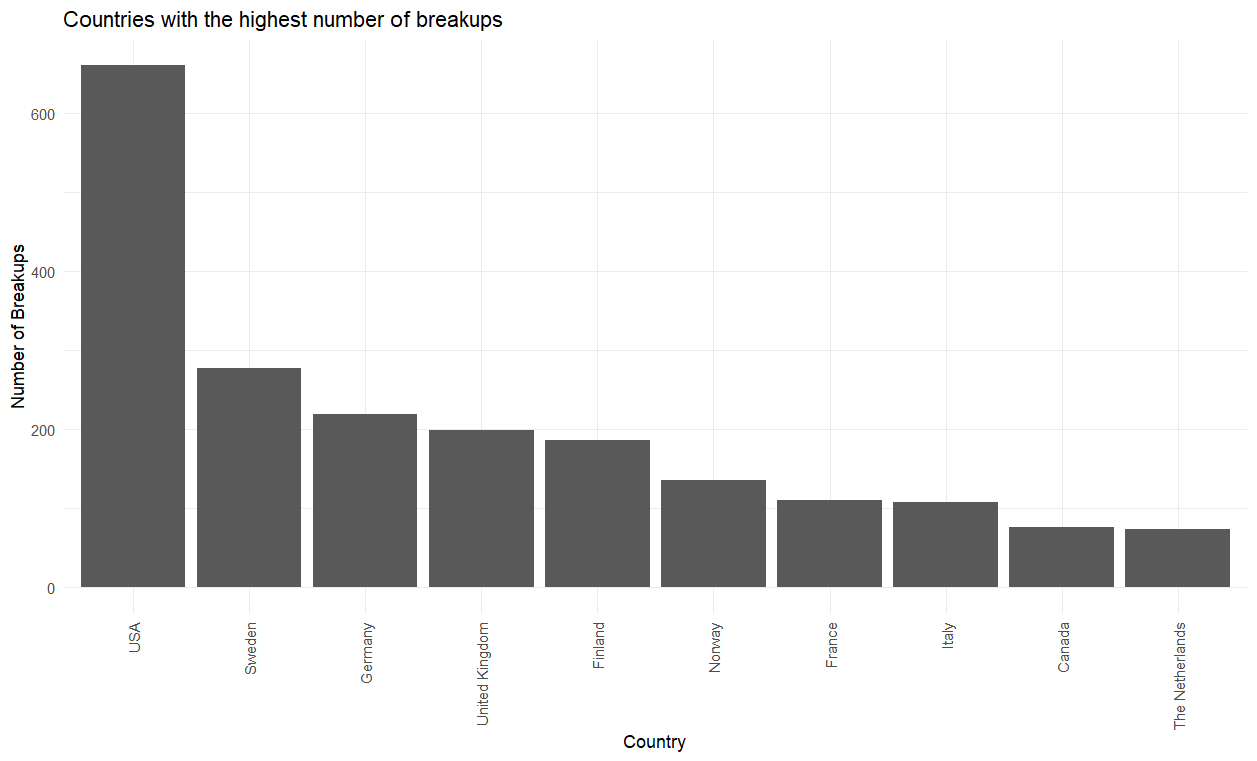 Countries with the highest number of breakups
Number of Breakups
600
400
200
0
USA
Sweden
Germany
United Kingdom
Finland
Norway
France
Italy
Canada
The Netherlands
Country